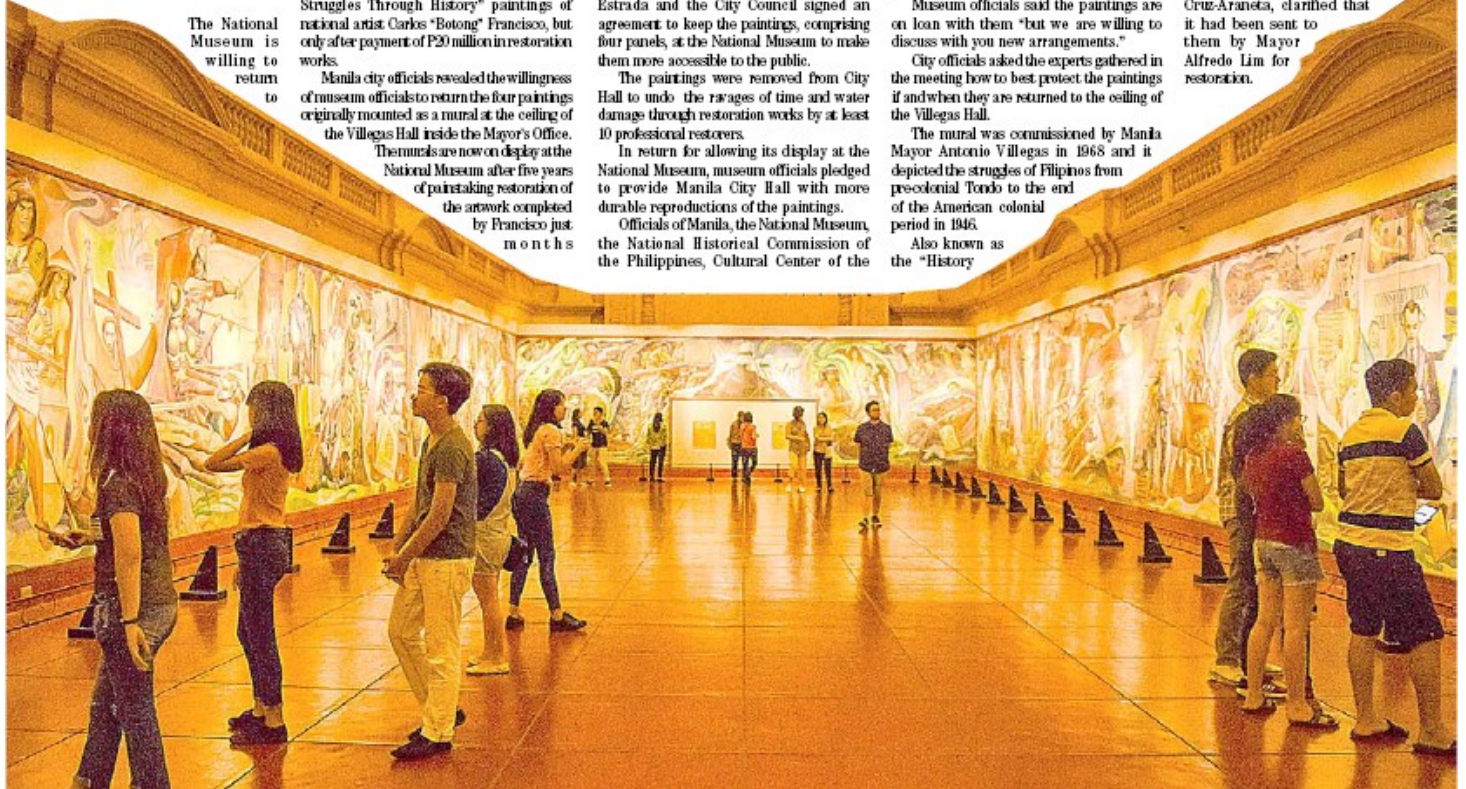 The National
Museum is
willing to
return
to
Struggles Through History" paintings of
national artist Carlos "Botong" Francisco, but
only after payment of P20 million in restoration
works.
Manila city officials revealed the willingness
of museum officials to return the four paintings
originally mounted as a mural at the ceiling of
the Villegas Hall inside the Mayor's Office.
The murals are now on display at the
National Museum after five years
of painstaking restoration of
the artwork completed
by Francisco just
months
Estrada and the City Council signed an
agreement to keep the paintings, comprising
four panels, at the National Museum to make
them more accessible to the public.
The paintings were removed from City
Hall to undo the ravages of time and water
damage through restoration works by at least
10 professional restorers.
In return for allowing its display at the
National Museum, museum officials pledged
to provide Manila City Hall with more
durable reproductions of the paintings.
Officials of Manila, the National Museum,
the National Historical Commission of
the Philippines, Cultural Center of the
Museum officials said the paintings are
on loan with them "but we are willing to
discuss with you new arrangements."
City officials asked the experts gathered in
the meeting how to best protect the paintings
if and when they are returned to the ceiling of
the Villegas Hall.
The mural was commissioned by Manila
Mayor Antonio Villegas in 1968 and it
depicted the struggles of Filipinos from
precolonial Tondo to the end
of the American colonial
period in 1946.
Also known as
the "History
Cruz-Araneta, clarified that
it had been sent to
them by Mayor
Alfredo Lim for
restoration.